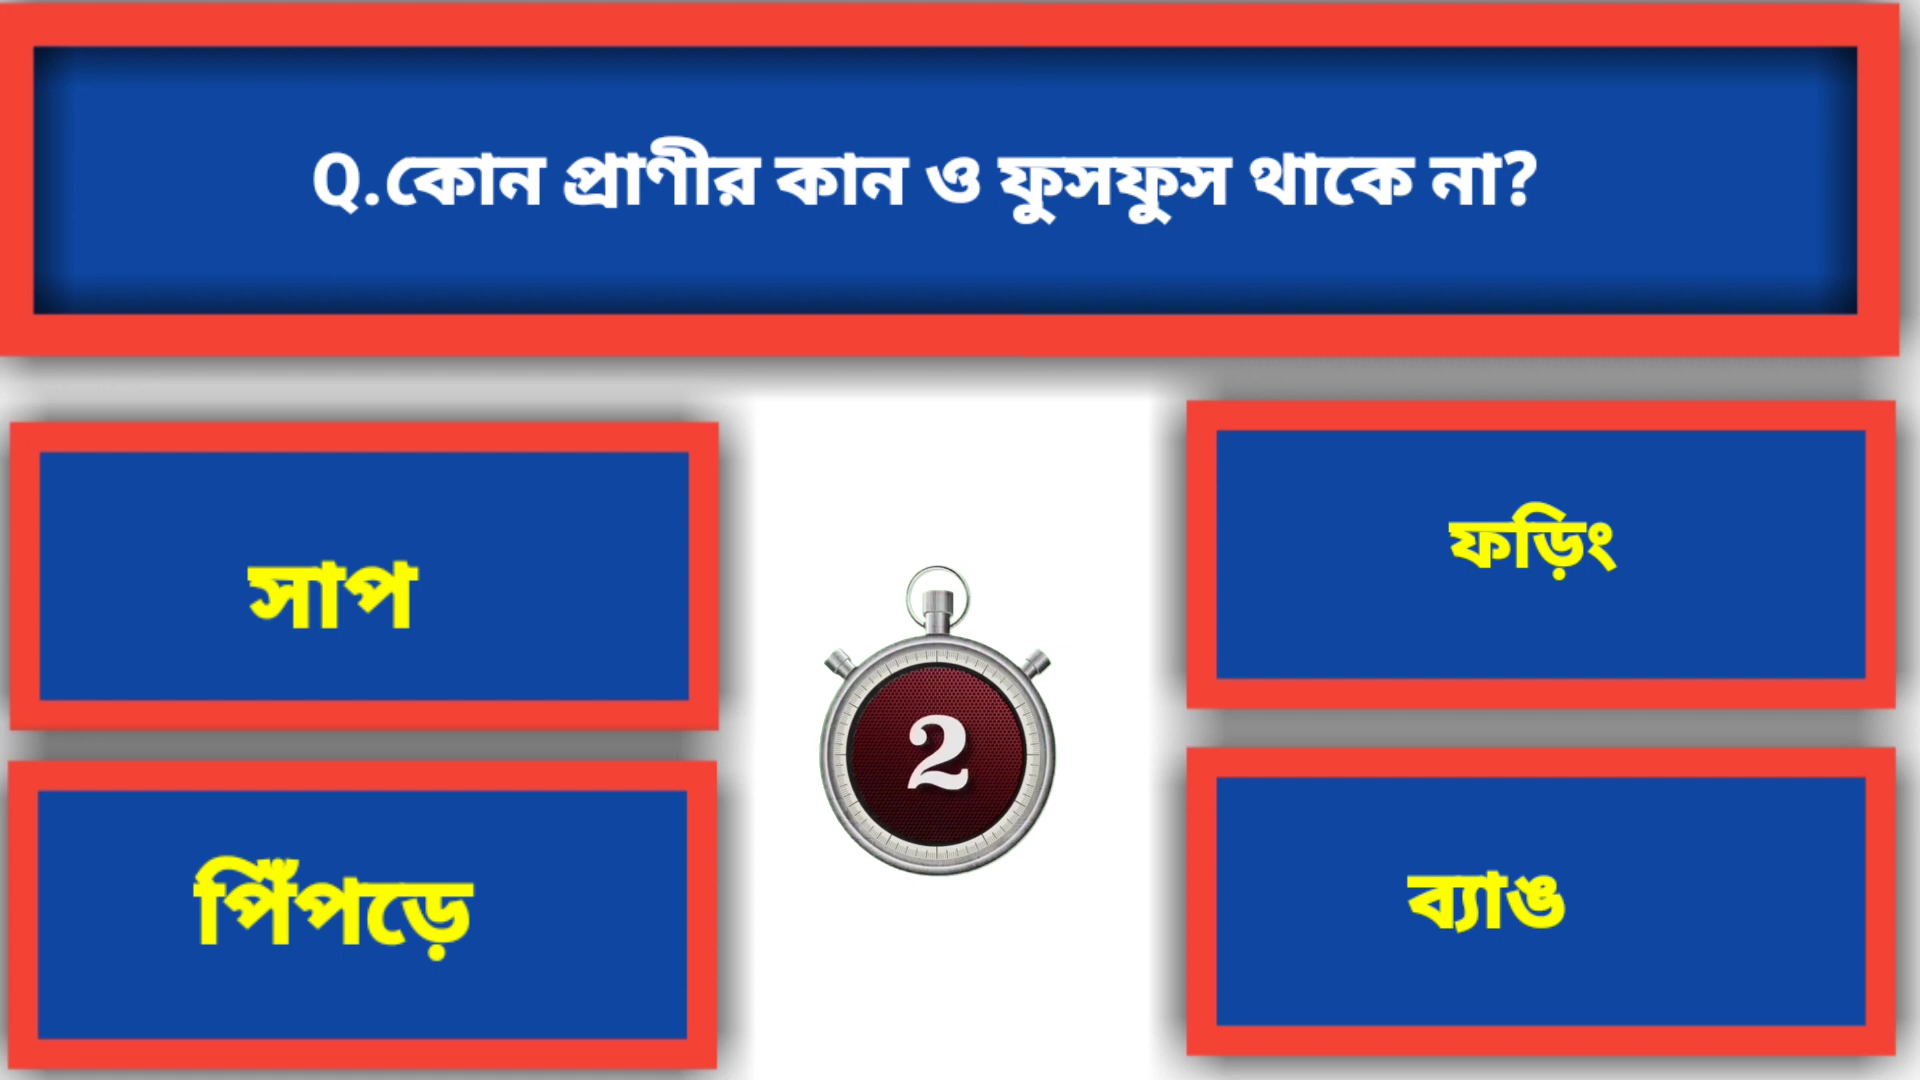 Q.কোন প্রাণীর কান ও ফুসফুস থাকে না?
সাপ
ফড়িং
2
পিঁপড়ে
ব্যাঙ